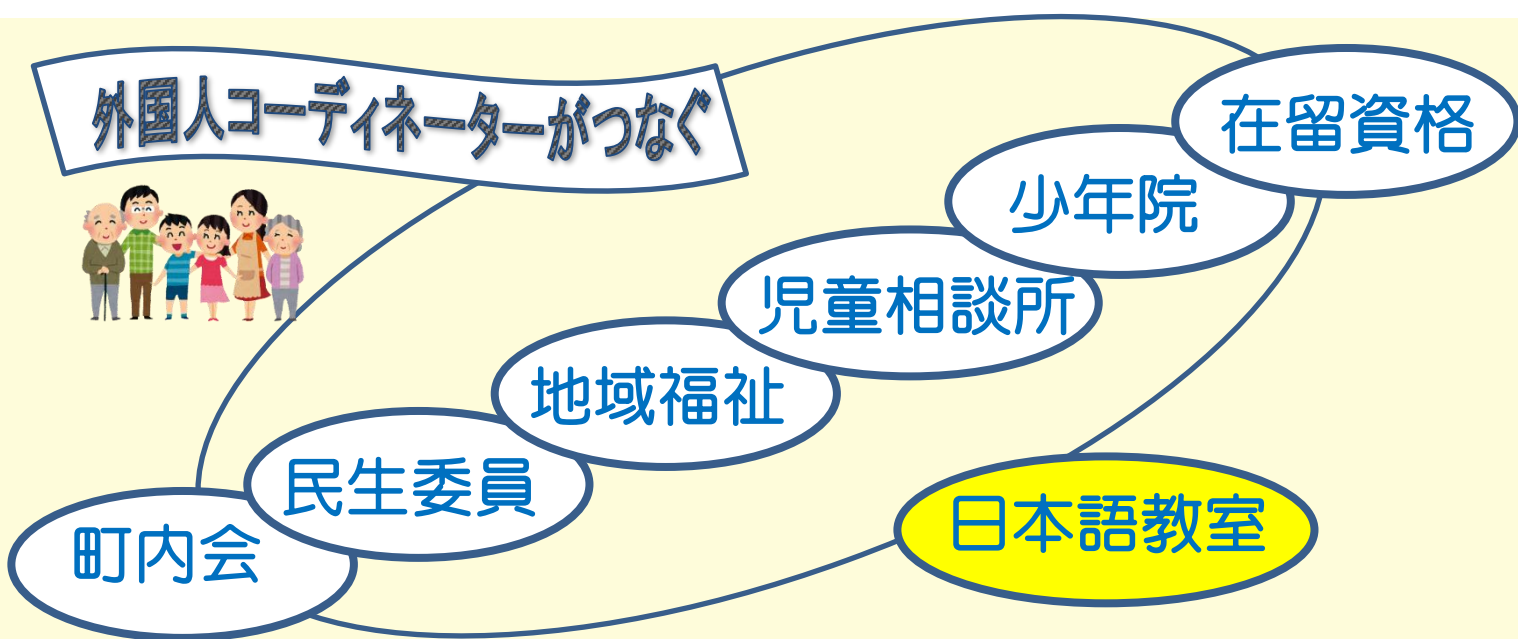 外国人コーディネーターがつなぐ
在留資格
少年院
児童相談所
地域福祉
民生委員
日本語教室
町内会